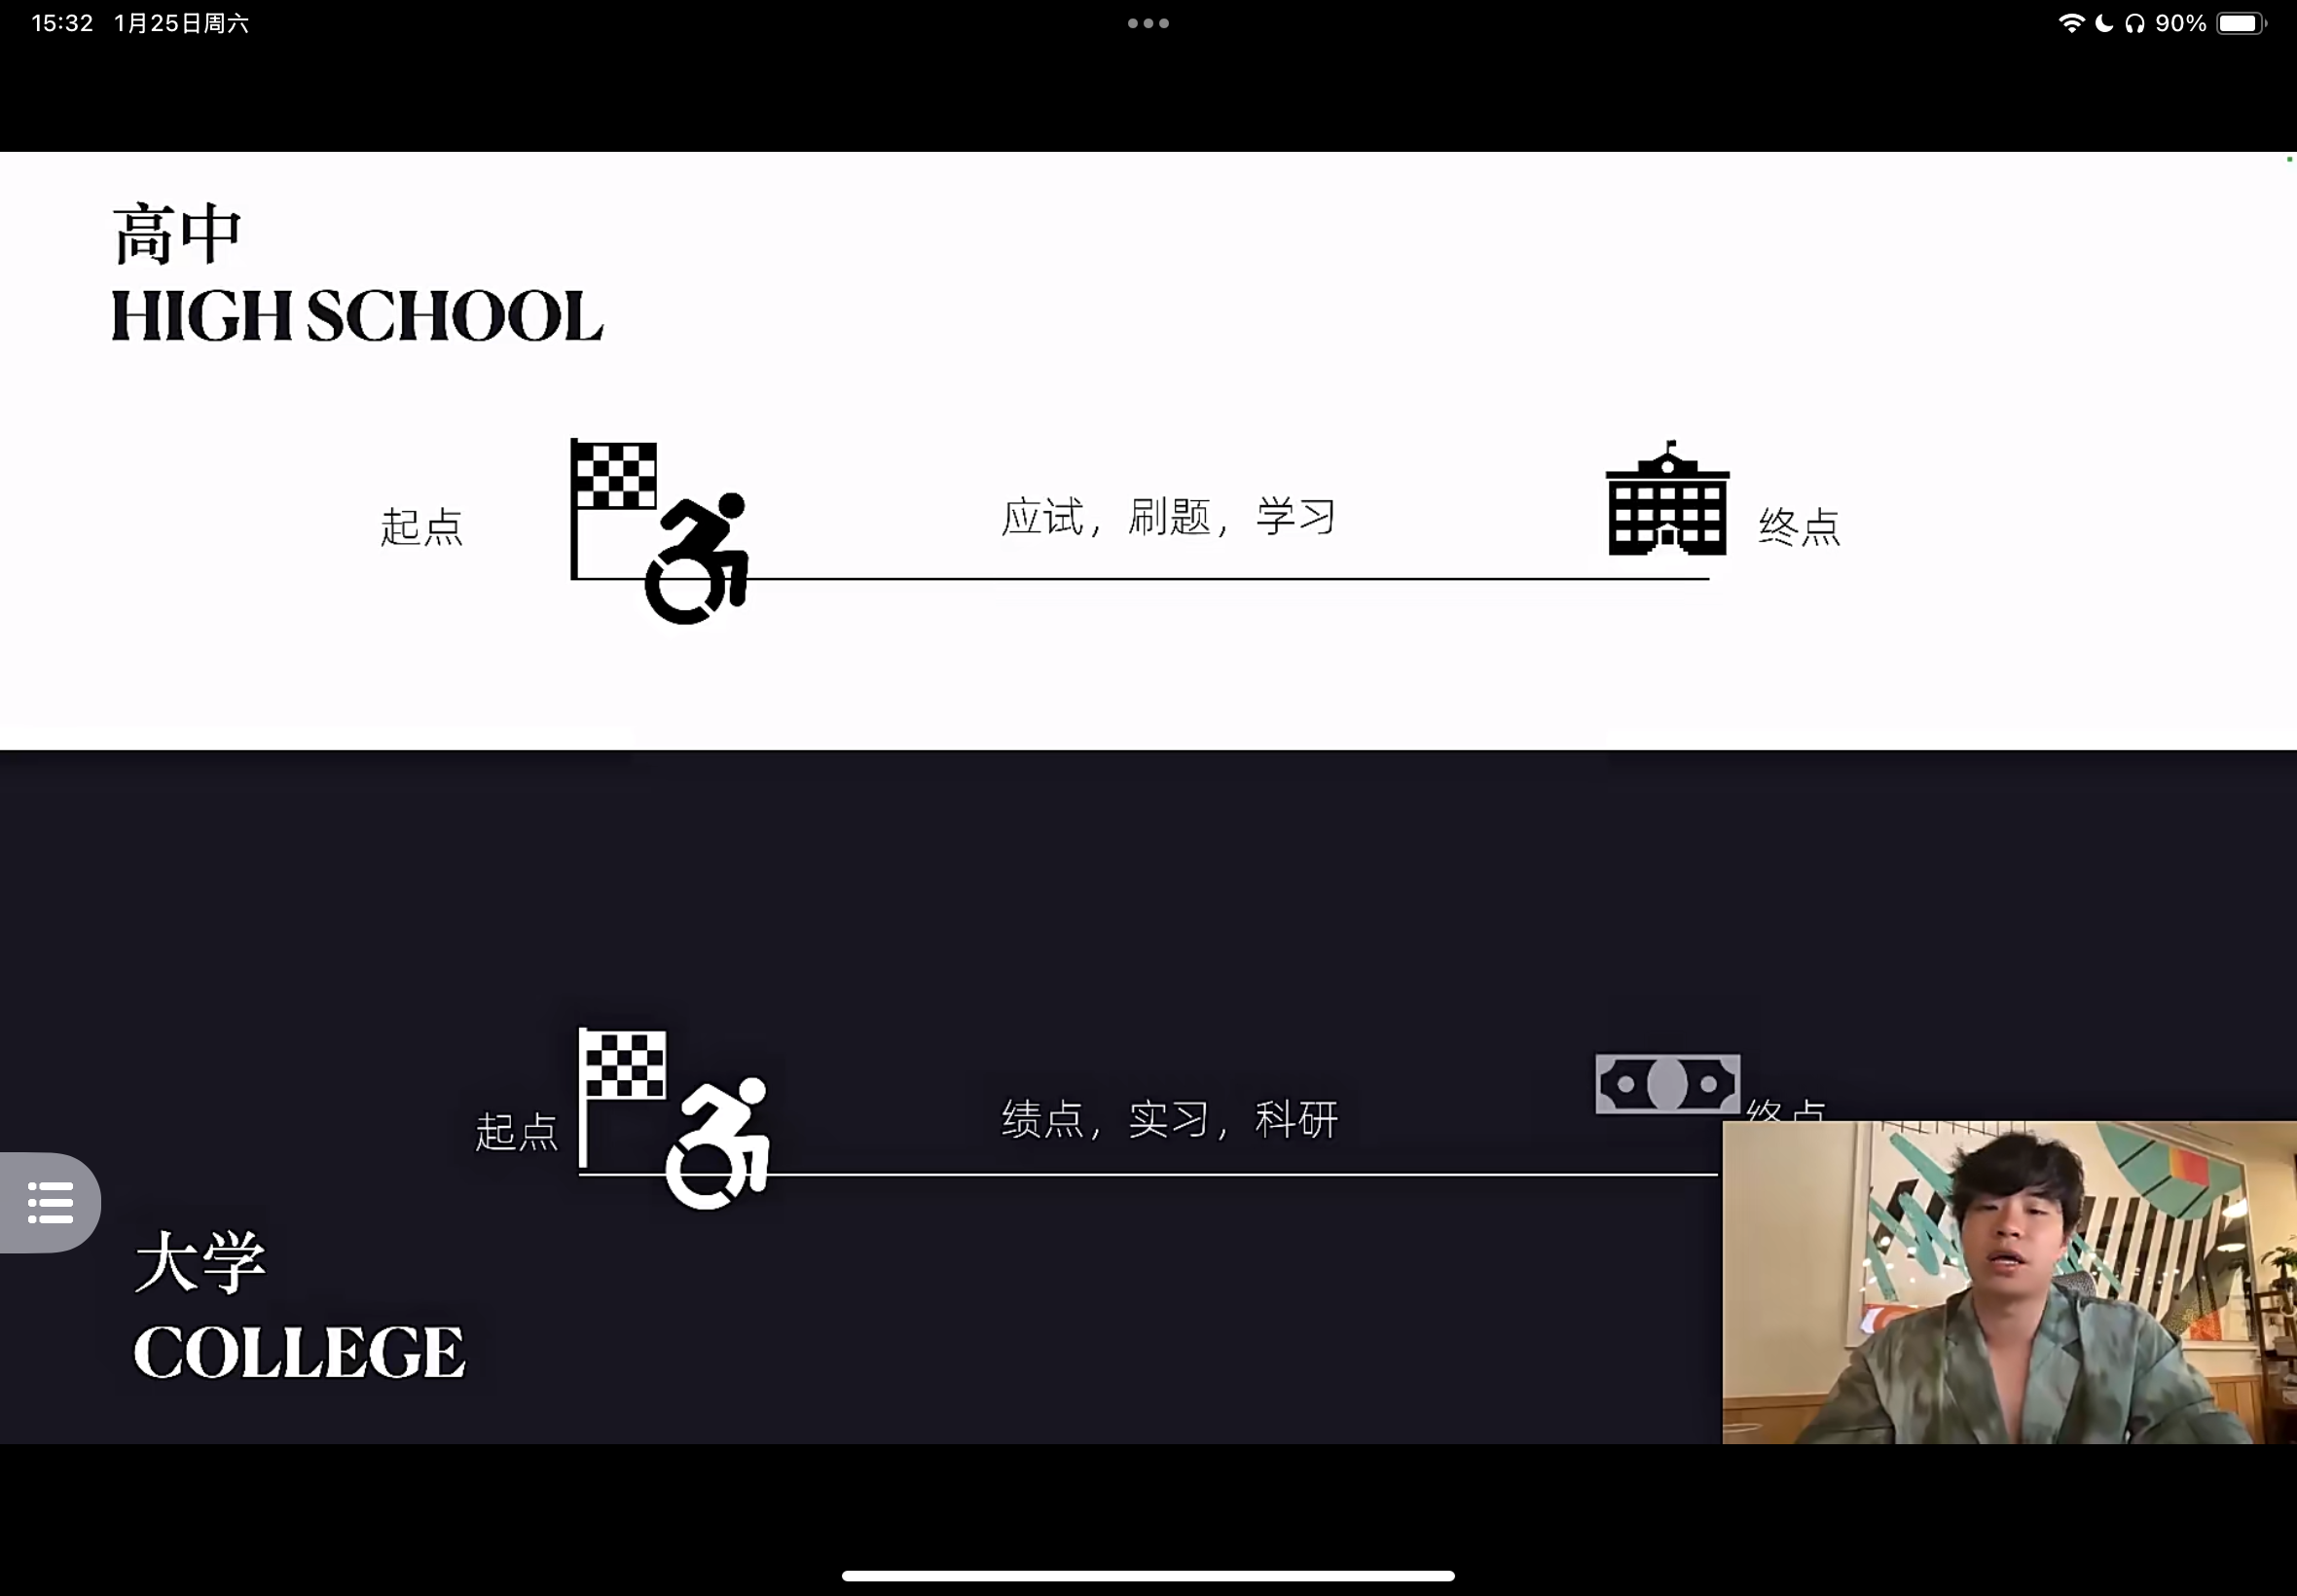 15:32 1月25日周六
90%
高中
HIGH SCHOOL
起点
应试，刷题，学习
终点
起点
绩点，实习，科研
终点
大学
COLLEGE